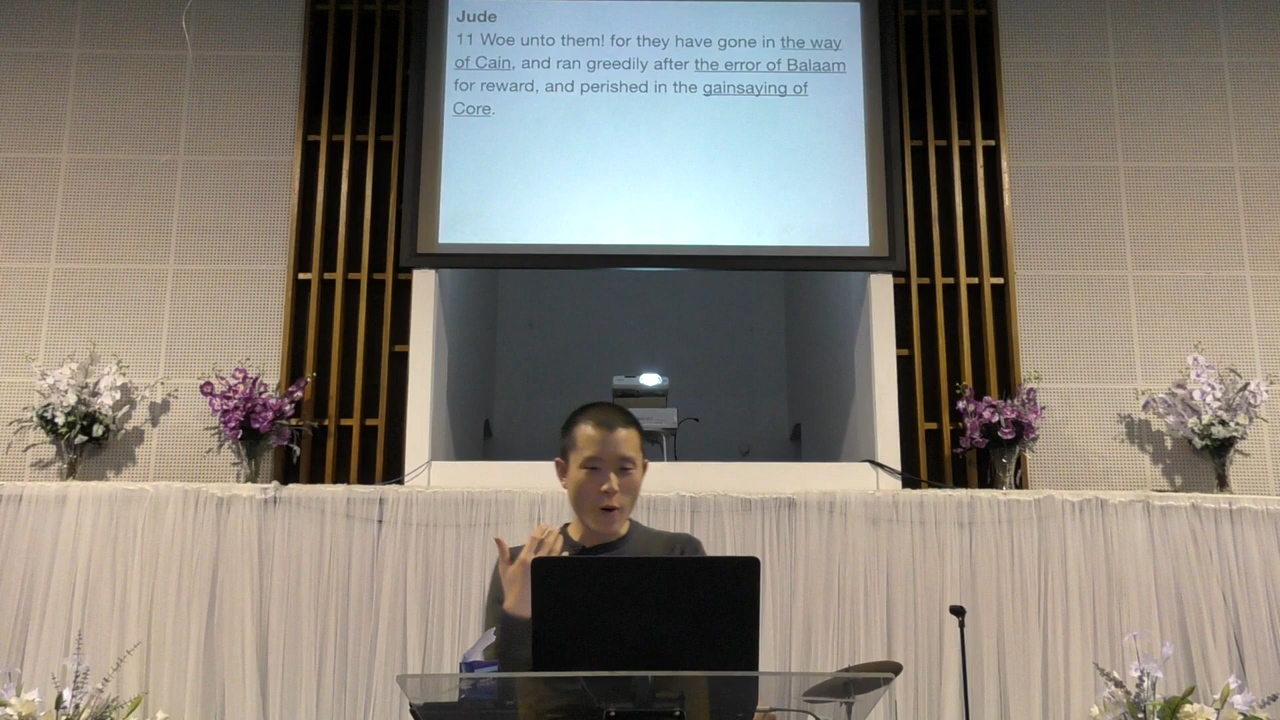 Jude
11 Woe unto them! for they have gone in the way
of Cain, and ran greedily after the error of Balaam
for reward, and perished in the gainsaying of
Core.